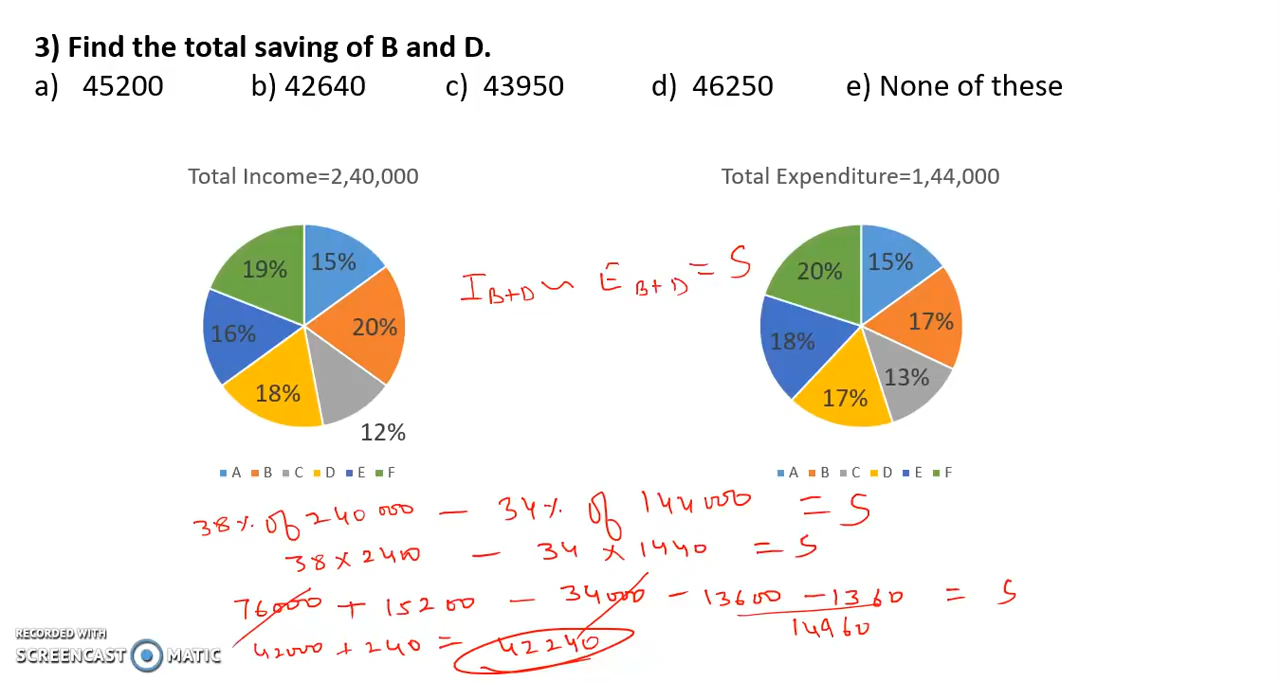 3) Find the total saving of B and D.
a) 45200 b) 42640 c) 43950 d) 46250 e) None of these
Total Income=2,40,000
Total Expenditure=1,44,000
15%
20%
12%
18%
16%
19%
A B C D E F
I B+D ~ E B+D = S
15%
17%
13%
17%
18%
20%
A B C D E F
38% of 240000 - 34% of 144000 = S
38 x 2400 - 34 x 1440 = S
76000 + 15200 - 34000 - 13600 - 1360 = S
14960
42000 + 240 = 42240
RECORDED WITH
SCREENCAST MATIC